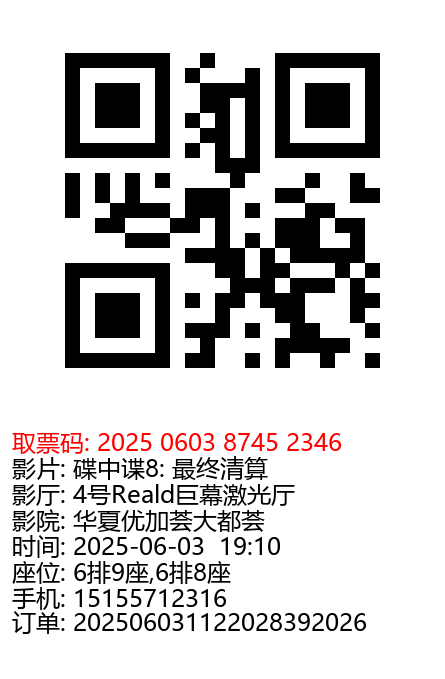 取票码: 2025 0603 8745 2346
影片: 碟中谍8: 最终清算
影厅: 4号Reald巨幕激光厅
影院: 华夏优加荟大都荟
时间: 2025-06-03  19:10
座位: 6排9座,6排8座
手机: 15155712316
订单: 202506031122028392026